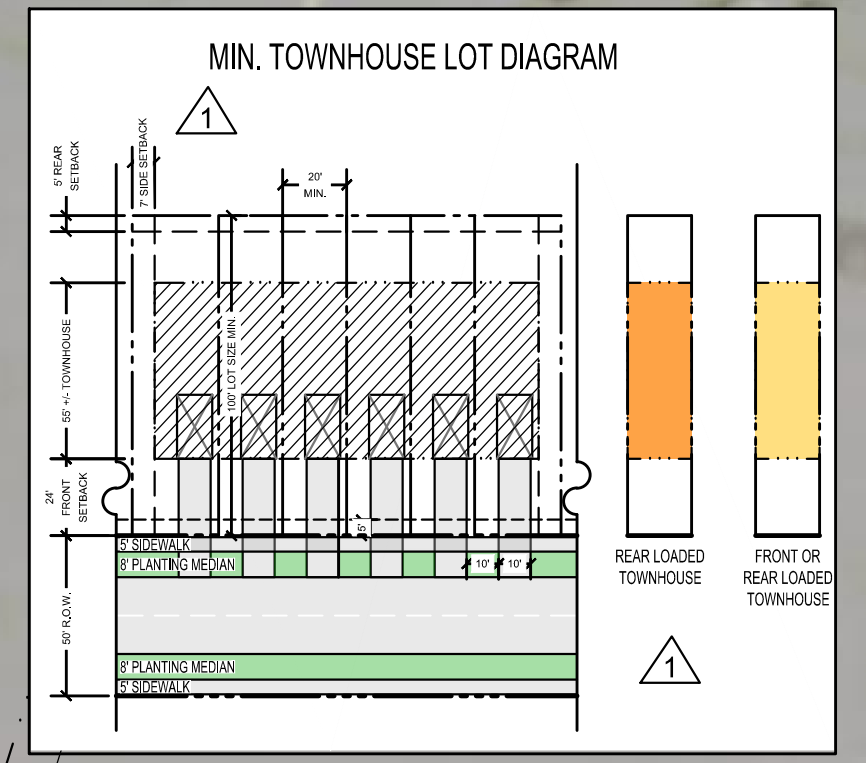 MIN. TOWNHOUSE LOT DIAGRAM
1
5' REAR
SETBACK
7' SIDE SETBACK
20'
MIN.
100' LOT SIZE MIN.
55' +/- TOWNHOUSE
24'
FRONT
SETBACK
5'
5' SIDEWALK
8' PLANTING MEDIAN
10'
10'
50' R.O.W.
8' PLANTING MEDIAN
5' SIDEWALK
REAR LOADED
TOWNHOUSE
FRONT OR
REAR LOADED
TOWNHOUSE
1